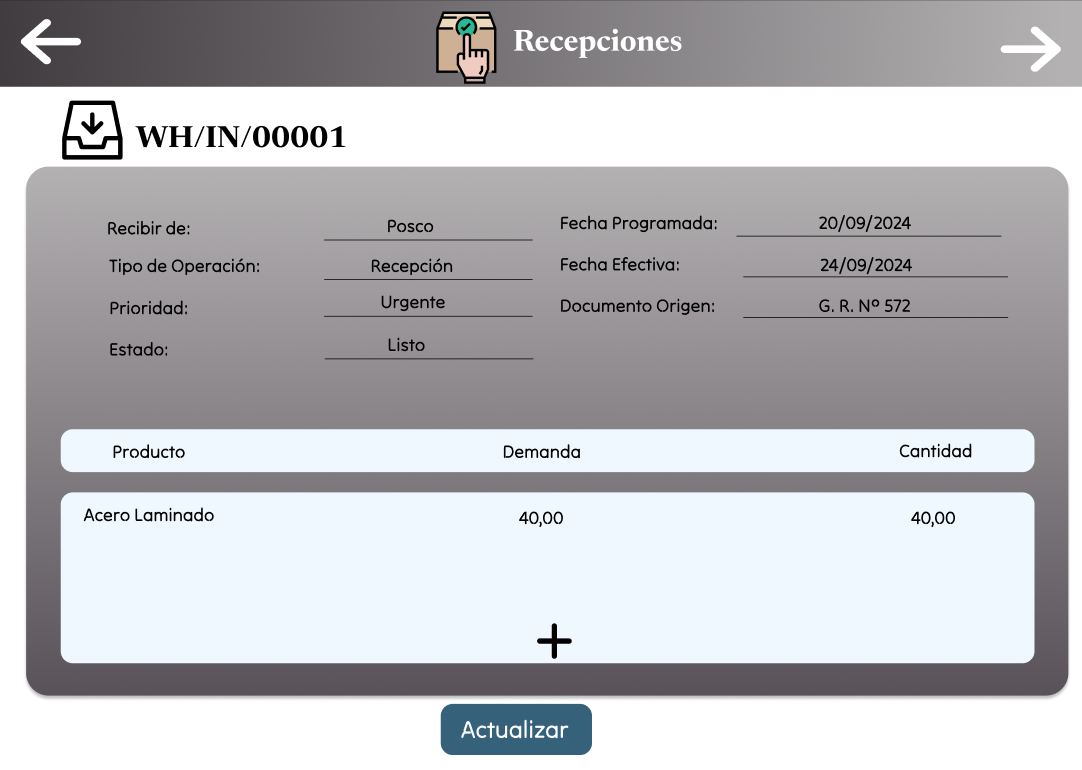 Recepciones
WH/IN/00001
Recibir de: Posco
Fecha Programada: 20/09/2024
Tipo de Operación: Recepción
Fecha Efectiva: 24/09/2024
Prioridad: Urgente
Documento Origen: G. R. Nº 572
Estado: Listo
Producto Demanda Cantidad
Acero Laminado 40,00 40,00
Actualizar